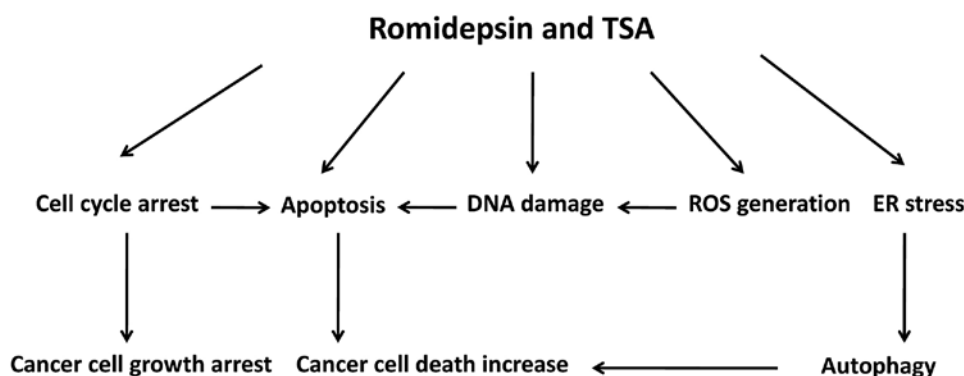 Romidepsin and TSA
Cell cycle arrest Apoptosis DNA damage ROS generation ER stress
Cancer cell growth arrest Cancer cell death increase Autophagy